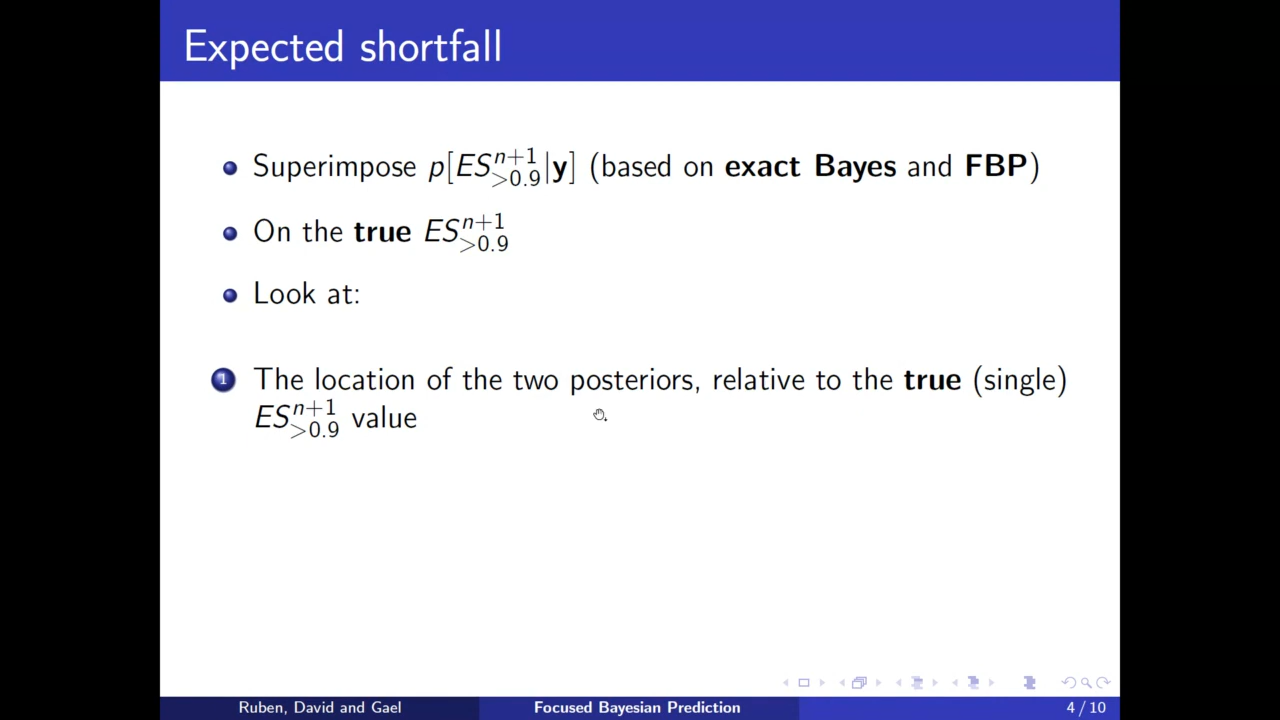 Expected shortfall
Superimpose p[ES^{n+1}_{>0.9}|y] (based on exact Bayes and FBP)
On the true ES^{n+1}_{>0.9}
Look at:
1 The location of the two posteriors, relative to the true (single)
ES^{n+1}_{>0.9} value
Ruben, David and Gael Focused Bayesian Prediction 4 / 10